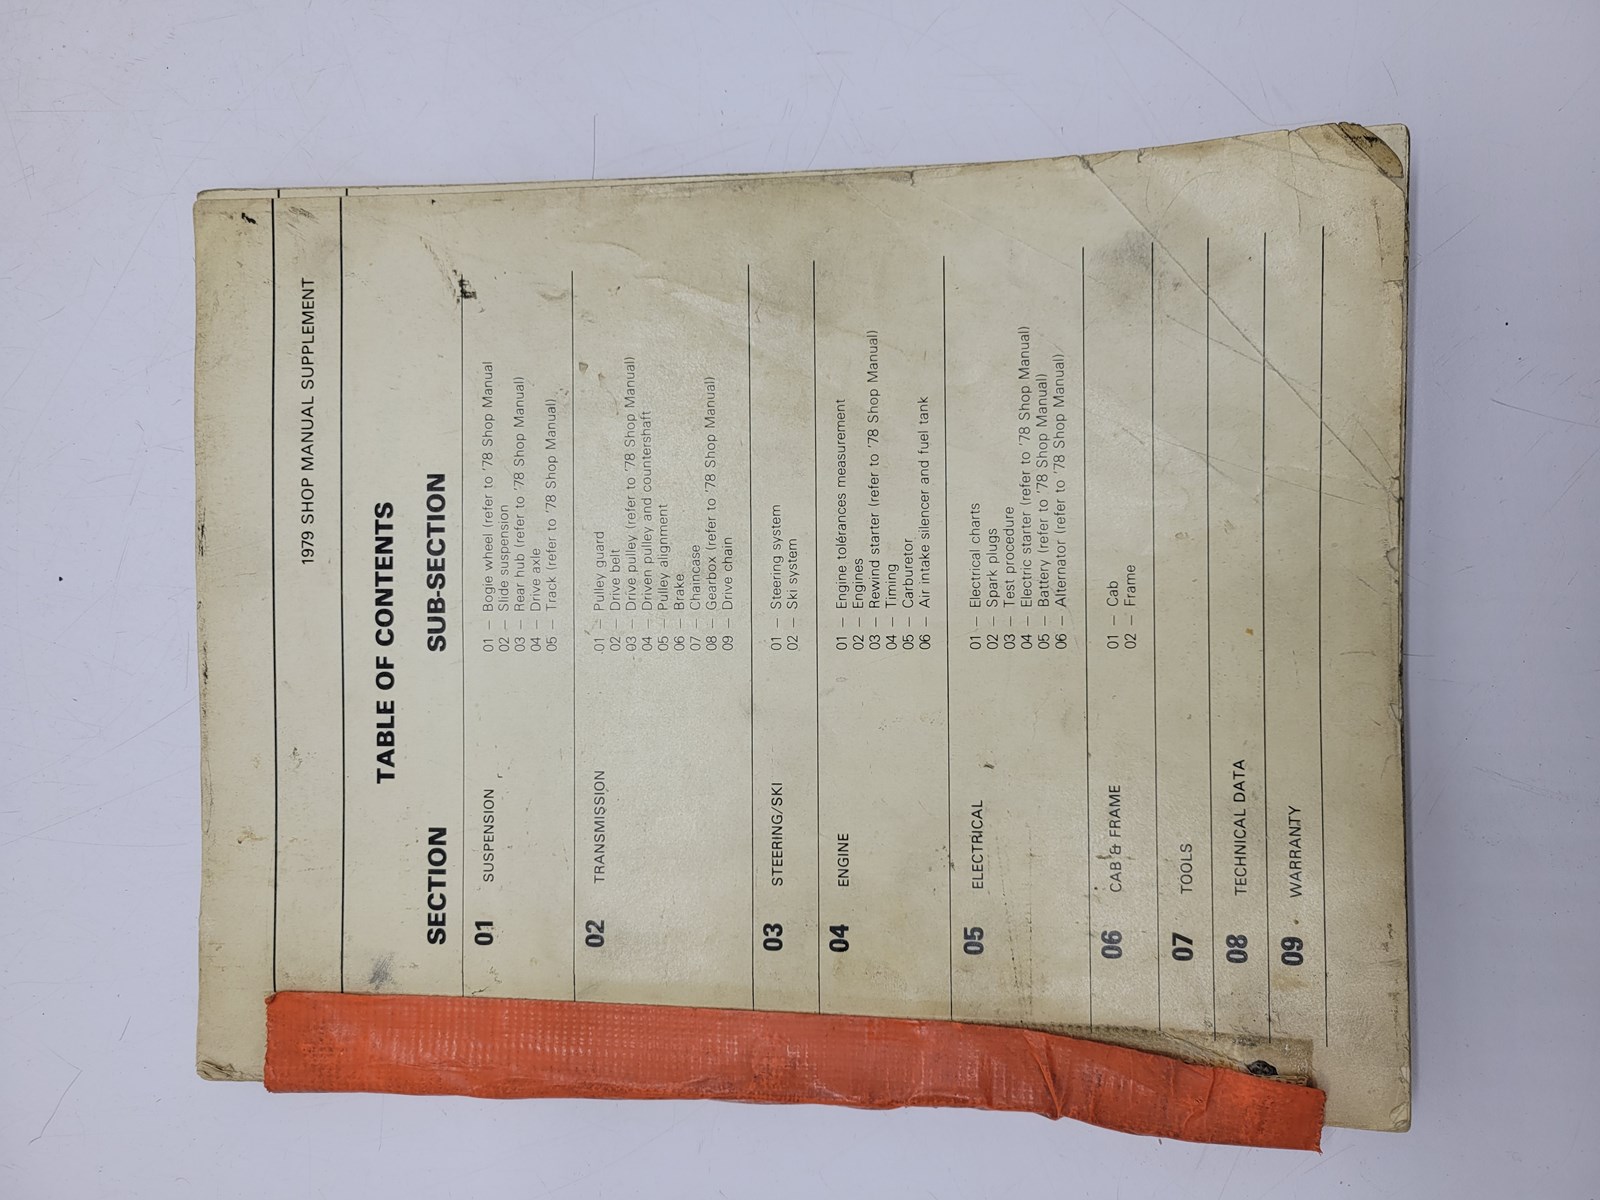 1979 SHOP MANUAL SUPPLEMENT
TABLE OF CONTENTS
SECTION SUB-SECTION
01 SUSPENSION 01 — Bogie wheel (refer to '78 Shop Manual
02 — Slide suspension
03 — Rear hub (refer to '78 Shop Manual)
04 — Drive axle
05 — Track (refer to '78 Shop Manual)
02 TRANSMISSION 01 — Pulley guard
02 — Drive belt
03 — Drive pulley (refer to '78 Shop Manual)
04 — Driven pulley and countershaft
05 — Pulley alignment
06 — Brake
07 — Chaincase
08 — Gearbox (refer to '78 Shop Manual)
09 — Drive chain
03 STEERING/SKI 01 — Steering system
02 — Ski system
04 ENGINE 01 — Engine tolérances measurement
02 — Engines
03 — Rewind starter (refer to '78 Shop Manual)
04 — Timing
05 — Carburetor
06 — Air intake silencer and fuel tank
05 ELECTRICAL 01 — Electrical charts
02 — Spark plugs
03 — Test procedure
04 — Electric starter (refer to '78 Shop Manual)
05 — Battery (refer to '78 Shop Manual)
06 — Alternator (refer to '78 Shop Manual)
06 CAB & FRAME 01 — Cab
02 — Frame
07 TOOLS
08 TECHNICAL DATA
09 WARRANTY